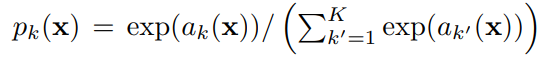 p_k(𝐱) = exp(a_k(𝐱))/ (∑_{k'=1}^{K} exp(a_{k'}(𝐱)))